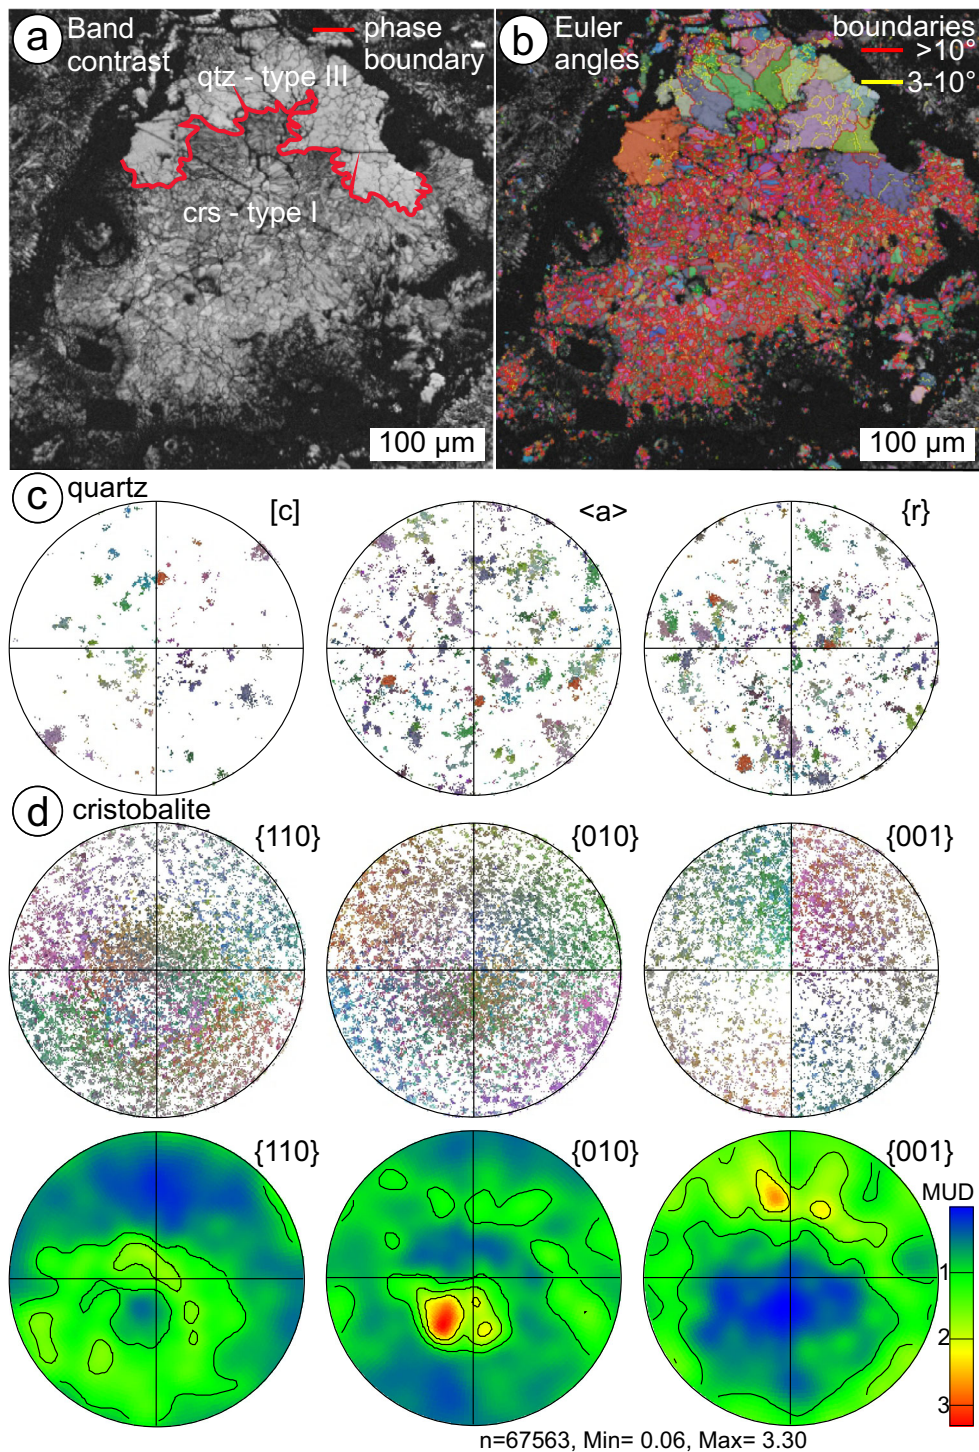 a Band contrast
phase boundary
qtz - type III
crs - type I
100 µm
b Euler angles
boundaries
>10°
3-10°
100 µm
c quartz
[c]
<a>
{r}
d cristobalite
{110}
{010}
{001}
{110}
{010}
{001}
MUD
1
2
3
n=67563, Min= 0.06, Max= 3.30